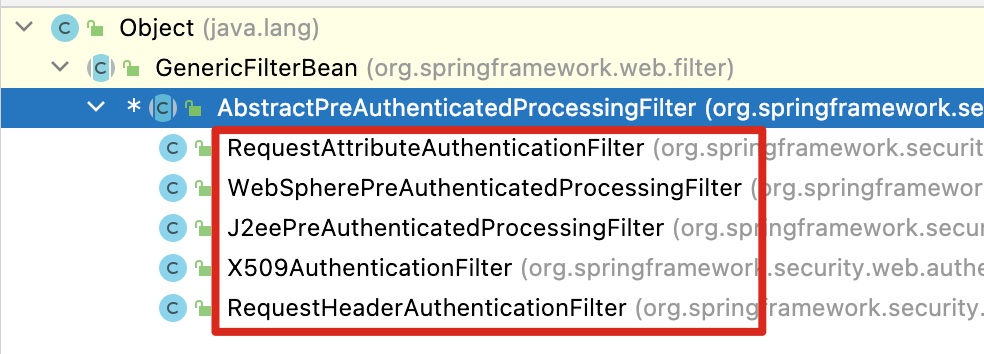 Object (java.lang)
GenericFilterBean (org.springframework.web.filter)
* AbstractPreAuthenticatedProcessingFilter (org.springframework.se
RequestAttributeAuthenticationFilter (org.springframework.securit
WebSpherePreAuthenticatedProcessingFilter (org.springframewor
J2eePreAuthenticatedProcessingFilter (org.springframework.secur
X509AuthenticationFilter (org.springframework.security.web.authe
RequestHeaderAuthenticationFilter (org.springframework.security.